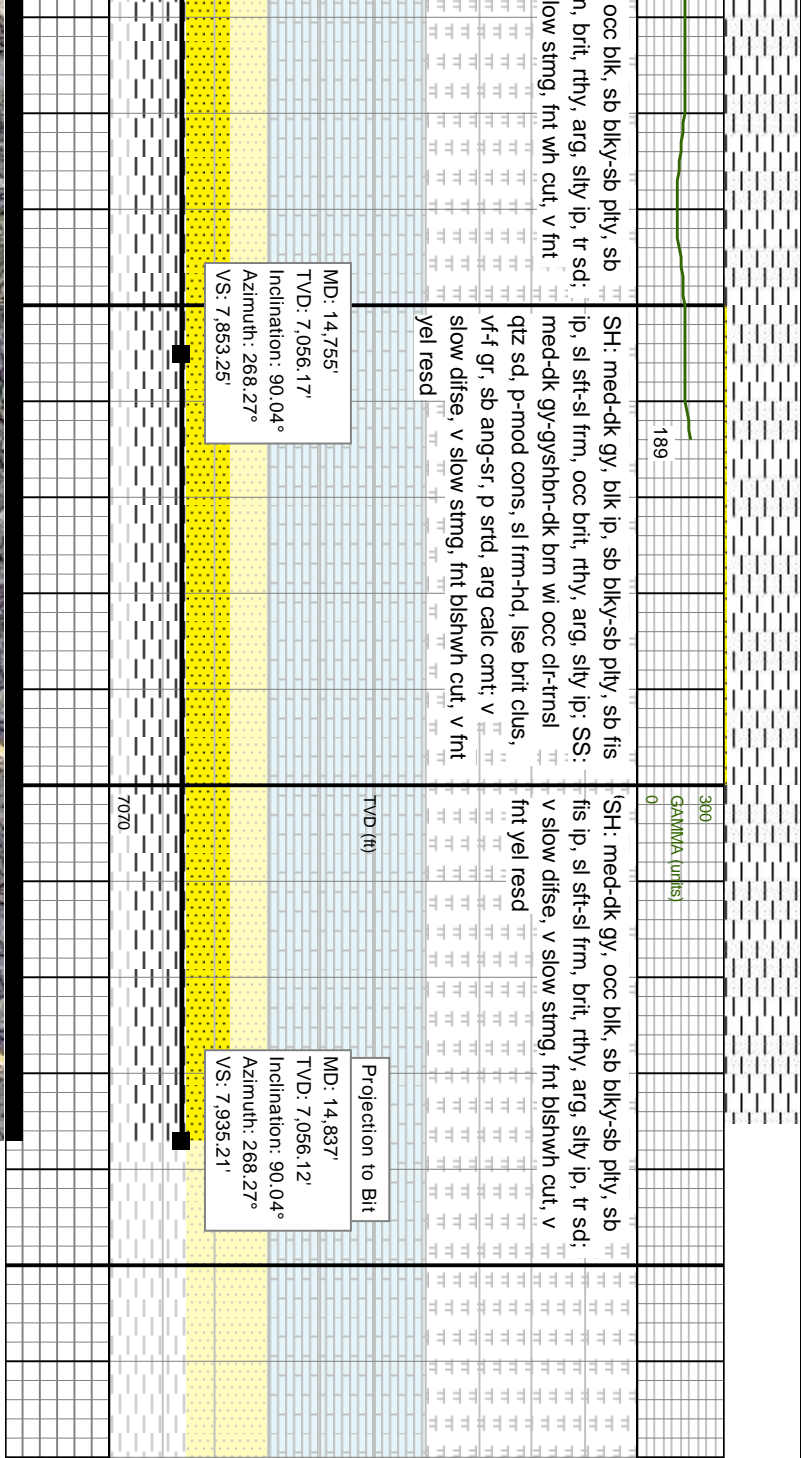 occ blk, sb blky-sb plty, sb
n, brit, rthy, arg, slty ip, tr sd;
low stmg, fnt wh cut, v fnt
MD: 14,755'
TVD: 7,056.17'
Inclination: 90.04°
Azimuth: 268.27°
VS: 7,853.25'
SH: med-dk gy, blk ip, sb blky-sb plty, sb fis
ip, sl sft-sl frm, occ brit, rthy, arg, slty ip; SS:
med-dk gy-gyshbn-dk brn wi occ clr-trnsl
qtz sd, p-mod cons, sl frm-hd, lse brit clus,
vf-f gr, sb ang-sr, p srtd, arg calc cmt; v
slow difse, v slow stmg, fnt blshwh cut, v fnt
yel resd
189
300
GAMMA (units)
0
SH: med-dk gy, occ blk, sb blky-sb plty, sb
fis ip, sl sft-sl frm, brit, rthy, arg, slty ip, tr sd;
v slow difse, v slow stmg, fnt blshwh cut, v
fnt yel resd
TVD (ft)
7070
Projection to Bit
MD: 14,837'
TVD: 7,056.12'
Inclination: 90.04°
Azimuth: 268.27°
VS: 7,935.21'